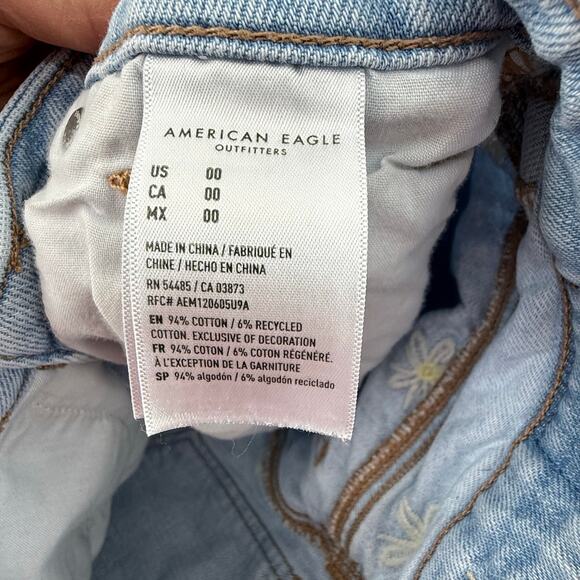 AMERICAN EAGLE
OUTFITTERS
US 00
CA 00
MX 00
MADE IN CHINA / FABRIQUÉ EN
CHINE / HECHO EN CHINA
RN 54485 / CA 03873
RFC# AEM120605U9A
EN 94% COTTON / 6% RECYCLED
COTTON. EXCLUSIVE OF DECORATION
FR 94% COTON / 6% COTON RÉGÉNÉRÉ.
À L'EXCEPTION DE LA GARNITURE
SP 94% algodón / 6% algodón reciclado